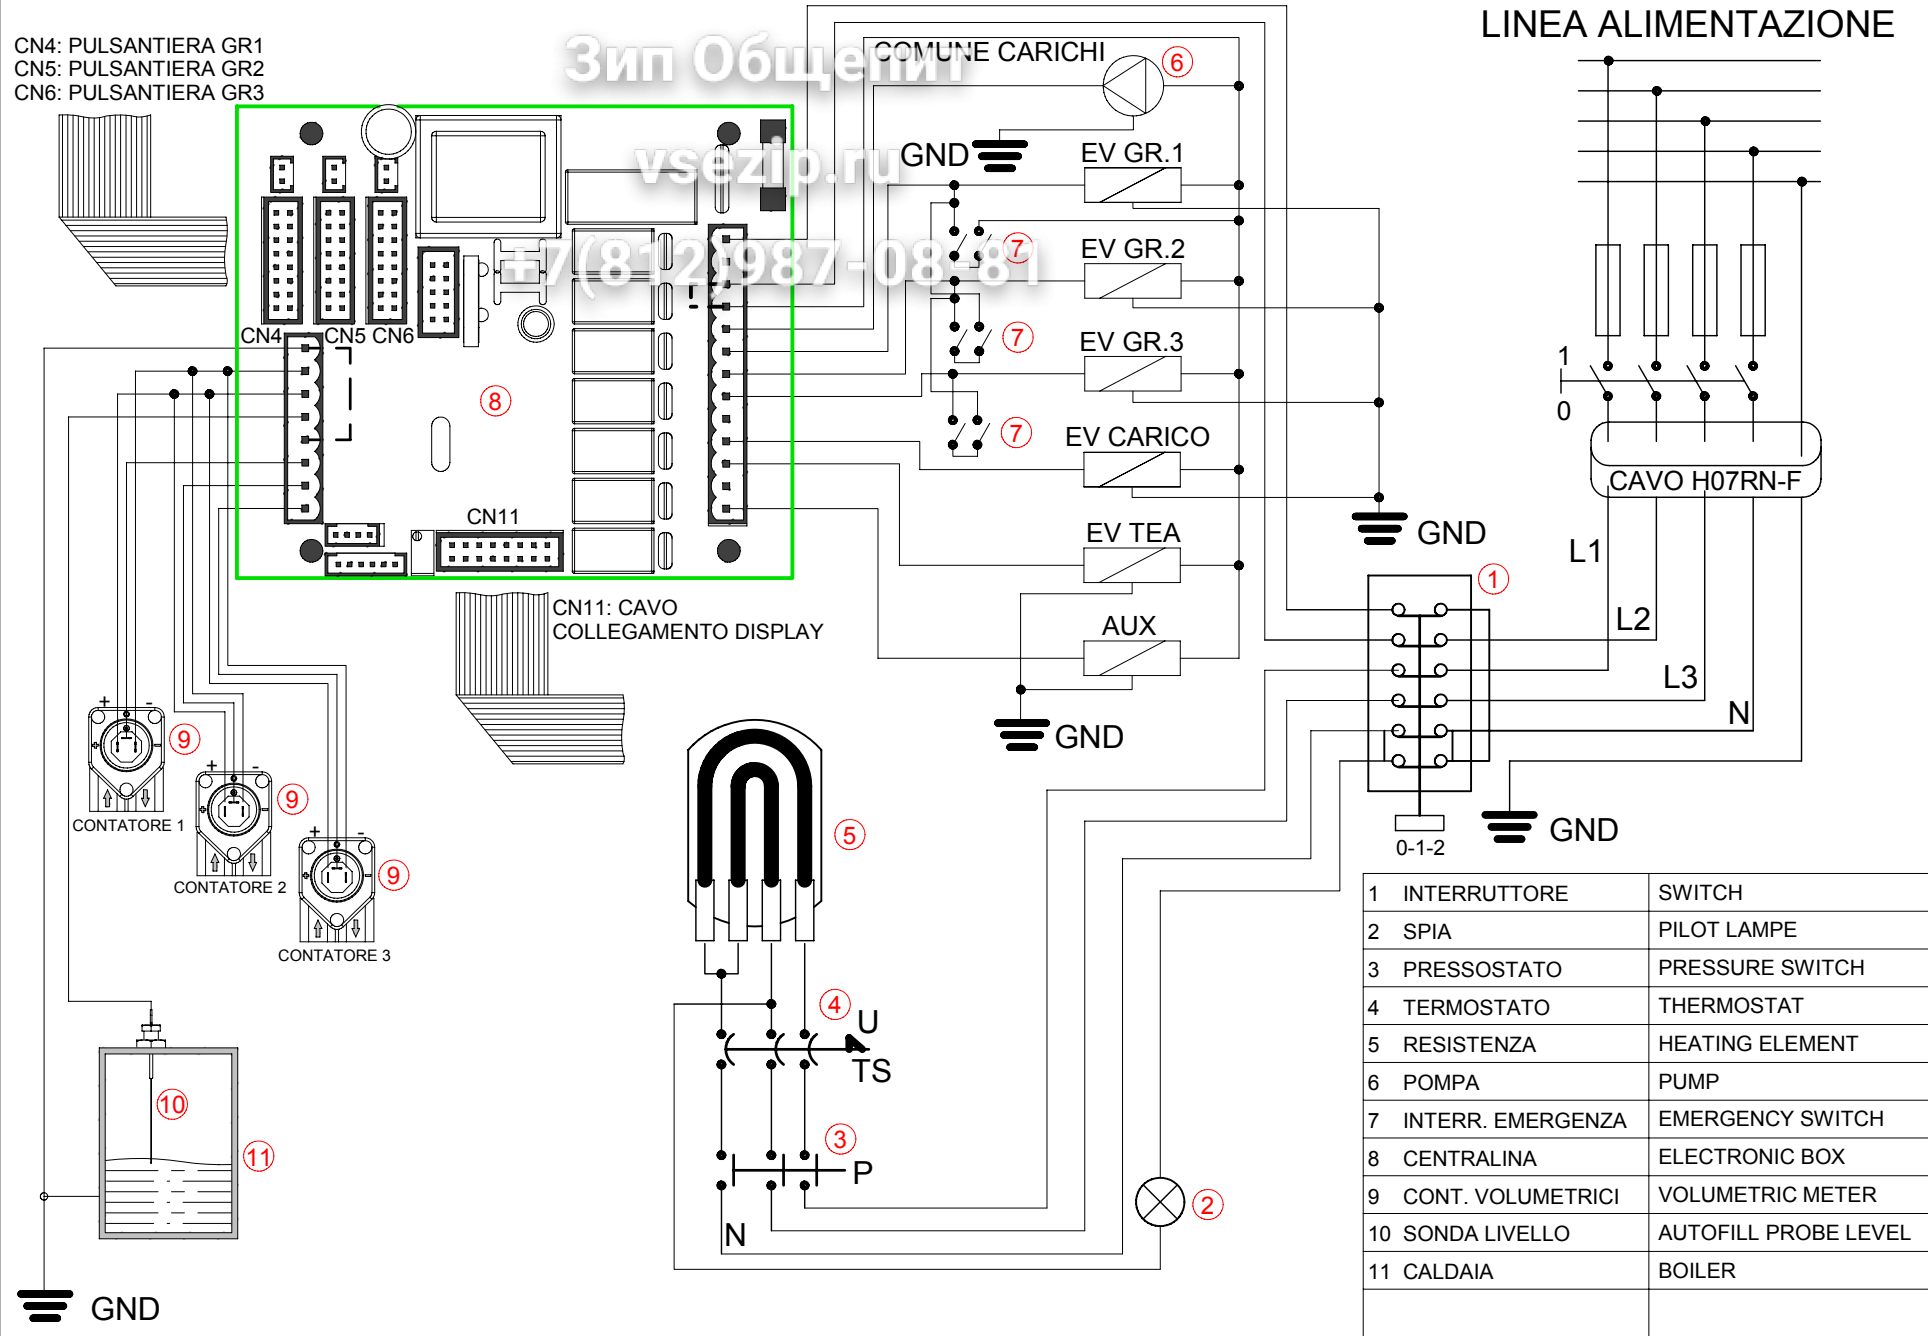 LINEA ALIMENTAZIONE
CN4: PULSANTIERA GR1
CN5: PULSANTIERA GR2
CN6: PULSANTIERA GR3
Зип Общепит
vsezip.ru
+7(812)987-08-81
COMUNE CARICHI
6
GND
EV GR.1
7
EV GR.2
7
EV GR.3
7
EV CARICO
EV TEA
AUX
GND
GND
CN4
CN5
CN6
8
CN11
CN11: CAVO
COLLEGAMENTO DISPLAY
1
0
CAVO H07RN-F
L1
L2
L3
N
1
0-1-2
GND
+ -
9
CONTATORE 1
+ -
9
CONTATORE 2
+ -
9
CONTATORE 3
5
4
U
TS
3
P
N
2
10
11
GND
1 INTERRUTTORE SWITCH
2 SPIA PILOT LAMPE
3 PRESSOSTATO PRESSURE SWITCH
4 TERMOSTATO THERMOSTAT
5 RESISTENZA HEATING ELEMENT
6 POMPA PUMP
7 INTERR. EMERGENZA EMERGENCY SWITCH
8 CENTRALINA ELECTRONIC BOX
9 CONT. VOLUMETRICI VOLUMETRIC METER
10 SONDA LIVELLO AUTOFILL PROBE LEVEL
11 CALDAIA BOILER